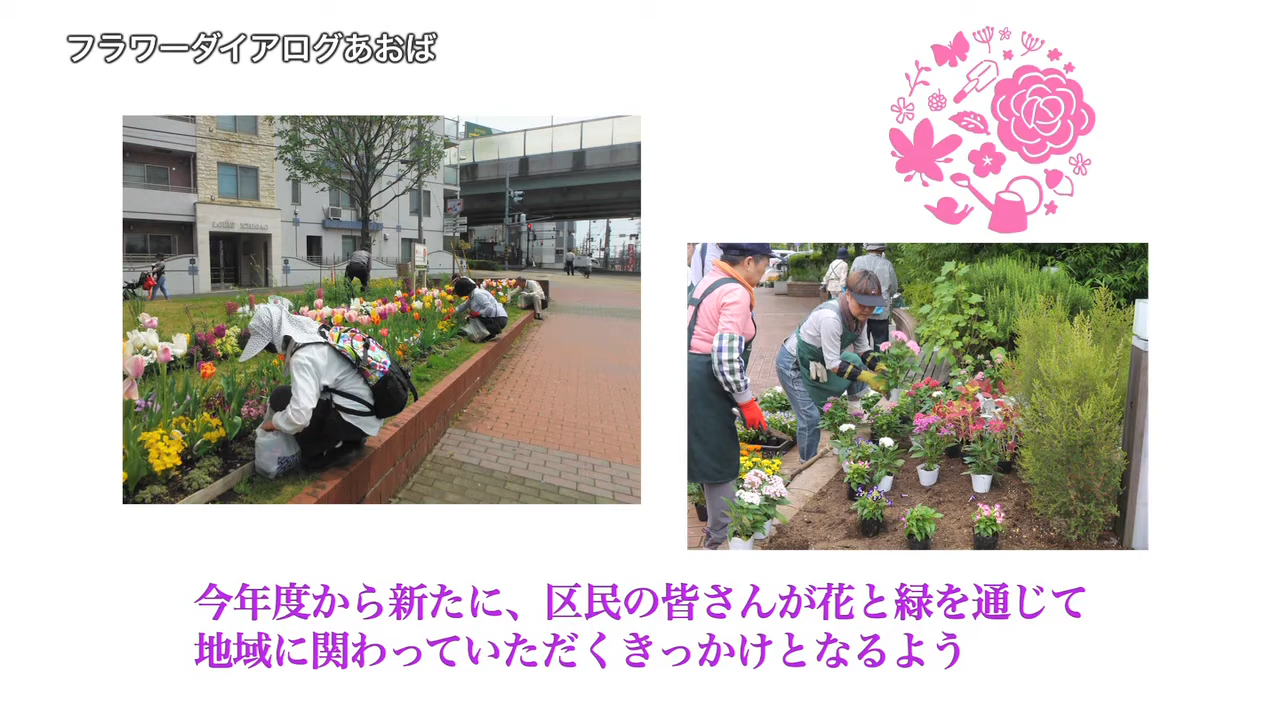 フラワーダイアログあおば
今年度から新たに、区民の皆さんが花と緑を通じて
地域に関わっていただくきっかけとなるよう